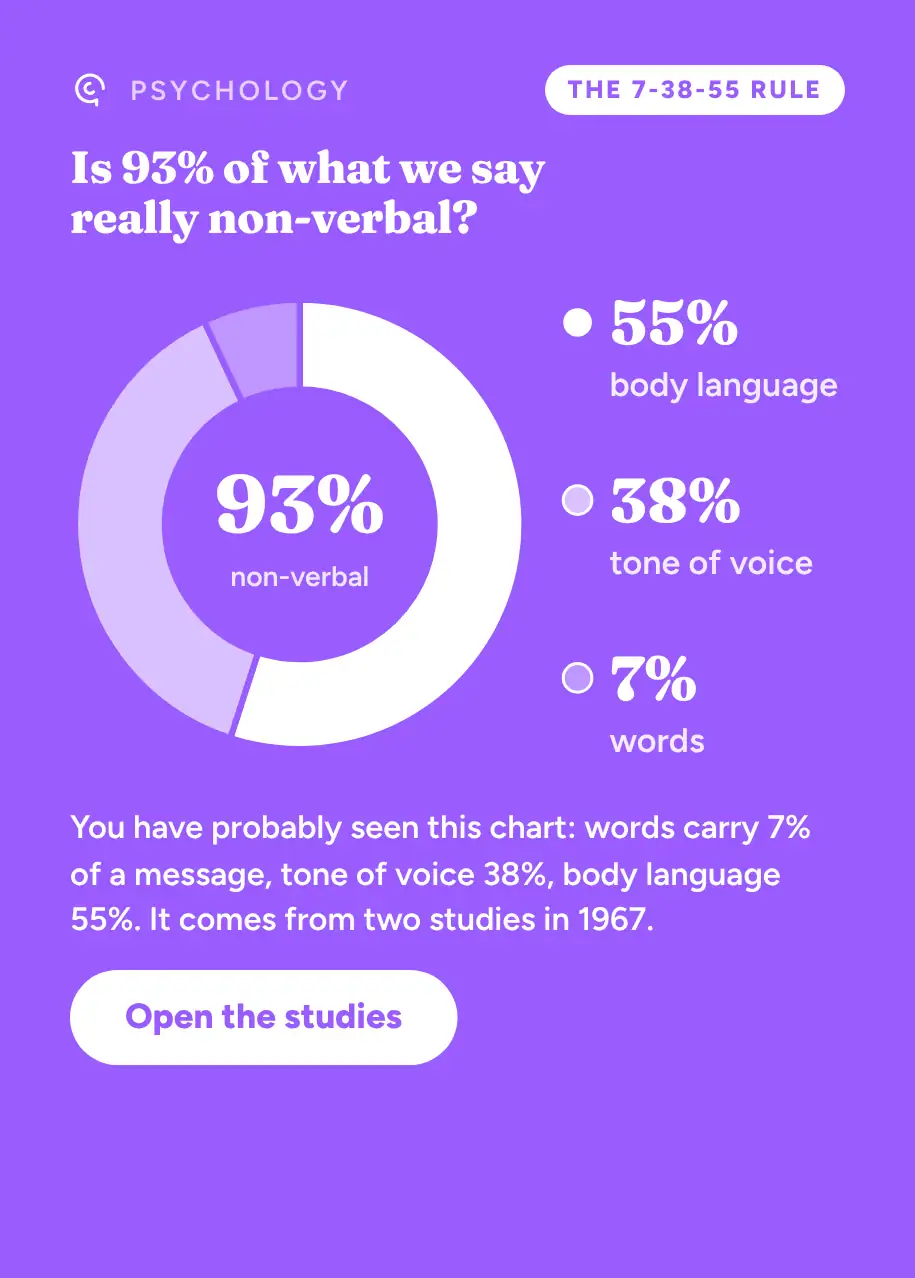 PSYCHOLOGY
THE 7-38-55 RULE
Is 93% of what we say
really non-verbal?
93%
non-verbal
55%
body language
38%
tone of voice
7%
words
You have probably seen this chart: words carry 7%
of a message, tone of voice 38%, body language
55%. It comes from two studies in 1967.
Open the studies